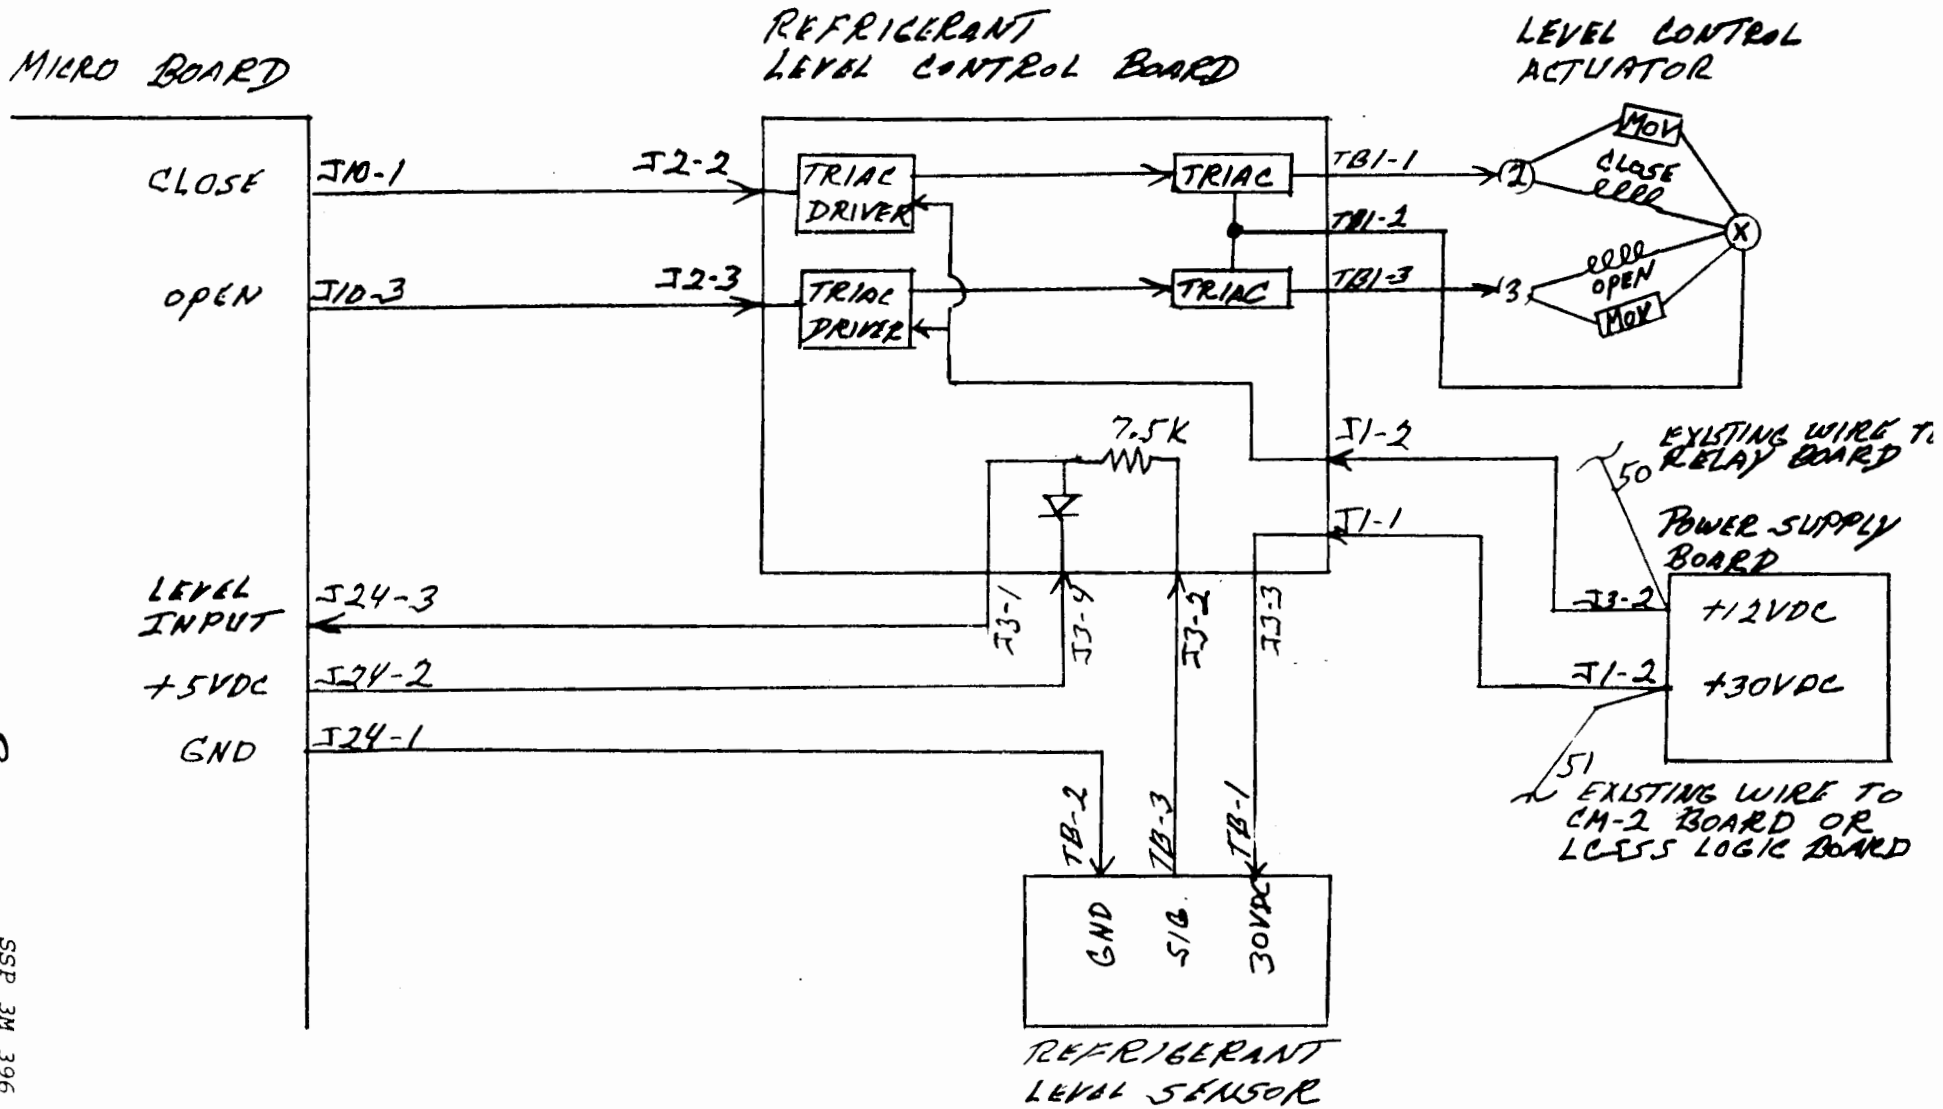 REFRIGERANT
LEVEL CONTROL BOARD
LEVEL CONTROL
ACTUATOR
MICRO BOARD
MOV
CLOSE
J10-1
J2-2
TRIAC
DRIVER
TRIAC
TB1-1
(2)
CLOSE
TB1-2
X
OPEN
J10-3
J2-3
TRIAC
DRIVER
TRIAC
TB1-3
3
OPEN
MOV
7.5K
J1-2
50
EXISTING WIRE
RELAY BOARD
J1-1
POWER SUPPLY
BOARD
LEVEL
INPUT
J24-3
J3-1
J3-4
J3-2
J3-3
J3-2
+12VDC
+5VDC
J24-2
J1-2
+30VDC
GND
J24-1
51
EXISTING WIRE TO
CM-2 BOARD OR
LCSSS LOGIC BOARD
TB-2
TB-3
TB-1
GND
SIG.
30VDC
REFRIGERANT
LEVEL SENSOR
SSP 3M 396